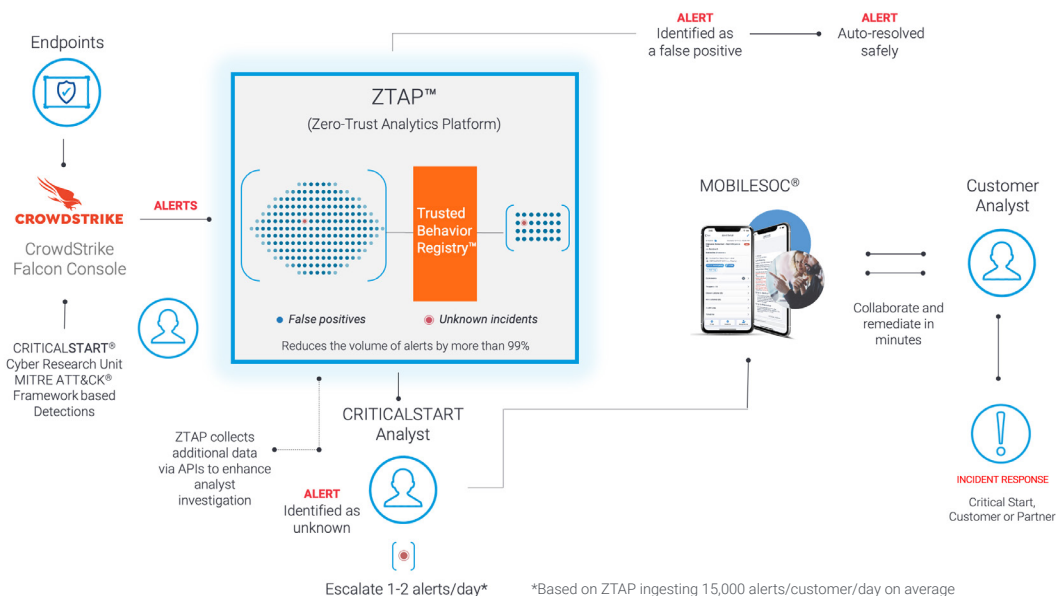 Endpoints
CROWDSTRIKE
CrowdStrike
Falcon Console
CRITICALSTART®
Cyber Research Unit
MITRE ATT&CK®
Framework based
Detections
ALERTS
ZTAP™
(Zero-Trust Analytics Platform)
Trusted
Behavior
Registry™
False positives
Unknown incidents
Reduces the volume of alerts by more than 99%
ALERT
Identified as
a false positive
ALERT
Auto-resolved
safely
ZTAP collects
additional data
via APIs to enhance
analyst
investigation
CRITICALSTART
Analyst
ALERT
Identified as
unknown
Escalate 1-2 alerts/day*
*Based on ZTAP ingesting 15,000 alerts/customer/day on average
MOBILESOC®
Collaborate and
remediate in
minutes
Customer
Analyst
INCIDENT RESPONSE
Critical Start,
Customer or Partner